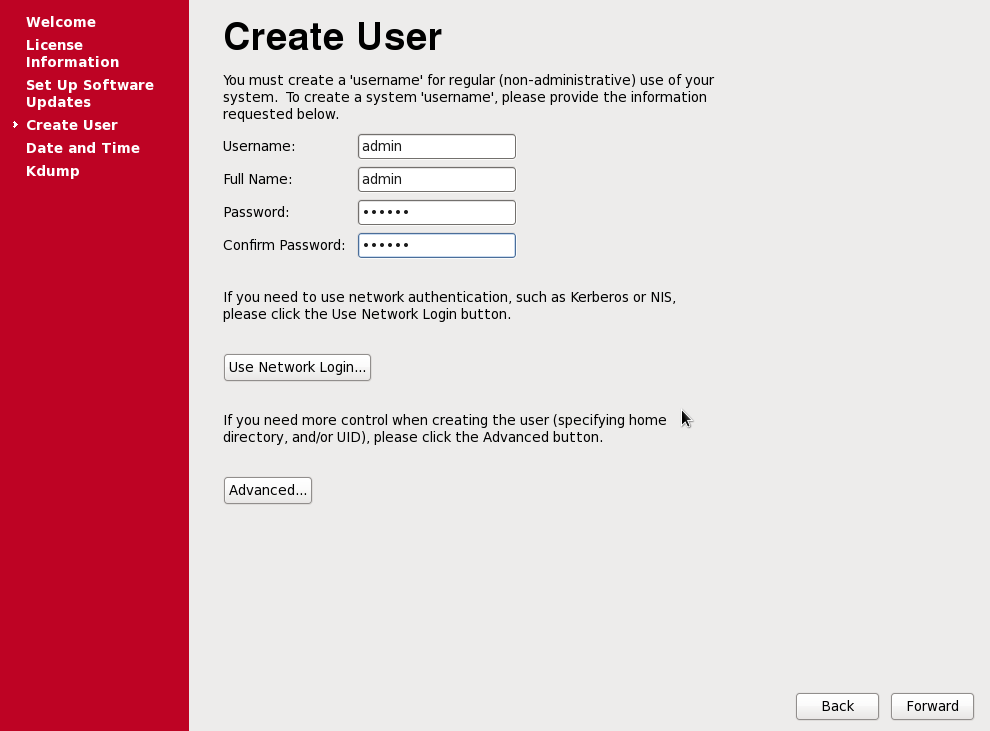 Welcome
License
Information
Set Up Software
Updates
Create User
Date and Time
Kdump
Create User
You must create a 'username' for regular (non-administrative) use of your
system.  To create a system 'username', please provide the information
requested below.
Username: admin
Full Name: admin
Password: ••••••
Confirm Password: ••••••
If you need to use network authentication, such as Kerberos or NIS,
please click the Use Network Login button.
Use Network Login...
If you need more control when creating the user (specifying home
directory, and/or UID), please click the Advanced button.
Advanced...
Back Forward